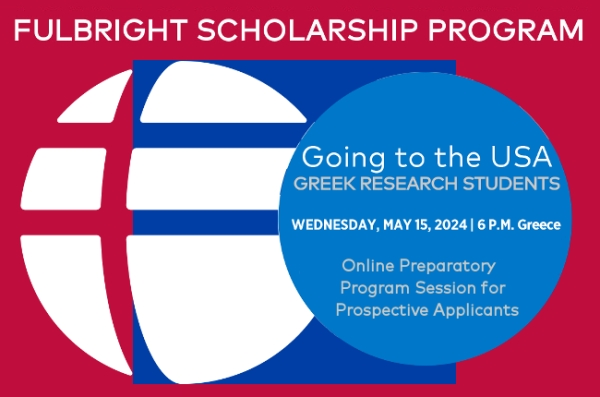 FULBRIGHT SCHOLARSHIP PROGRAM
Going to the USA
GREEK RESEARCH STUDENTS
WEDNESDAY, MAY 15, 2024 | 6 P.M. Greece
Online Preparatory
Program Session for
Prospective Applicants